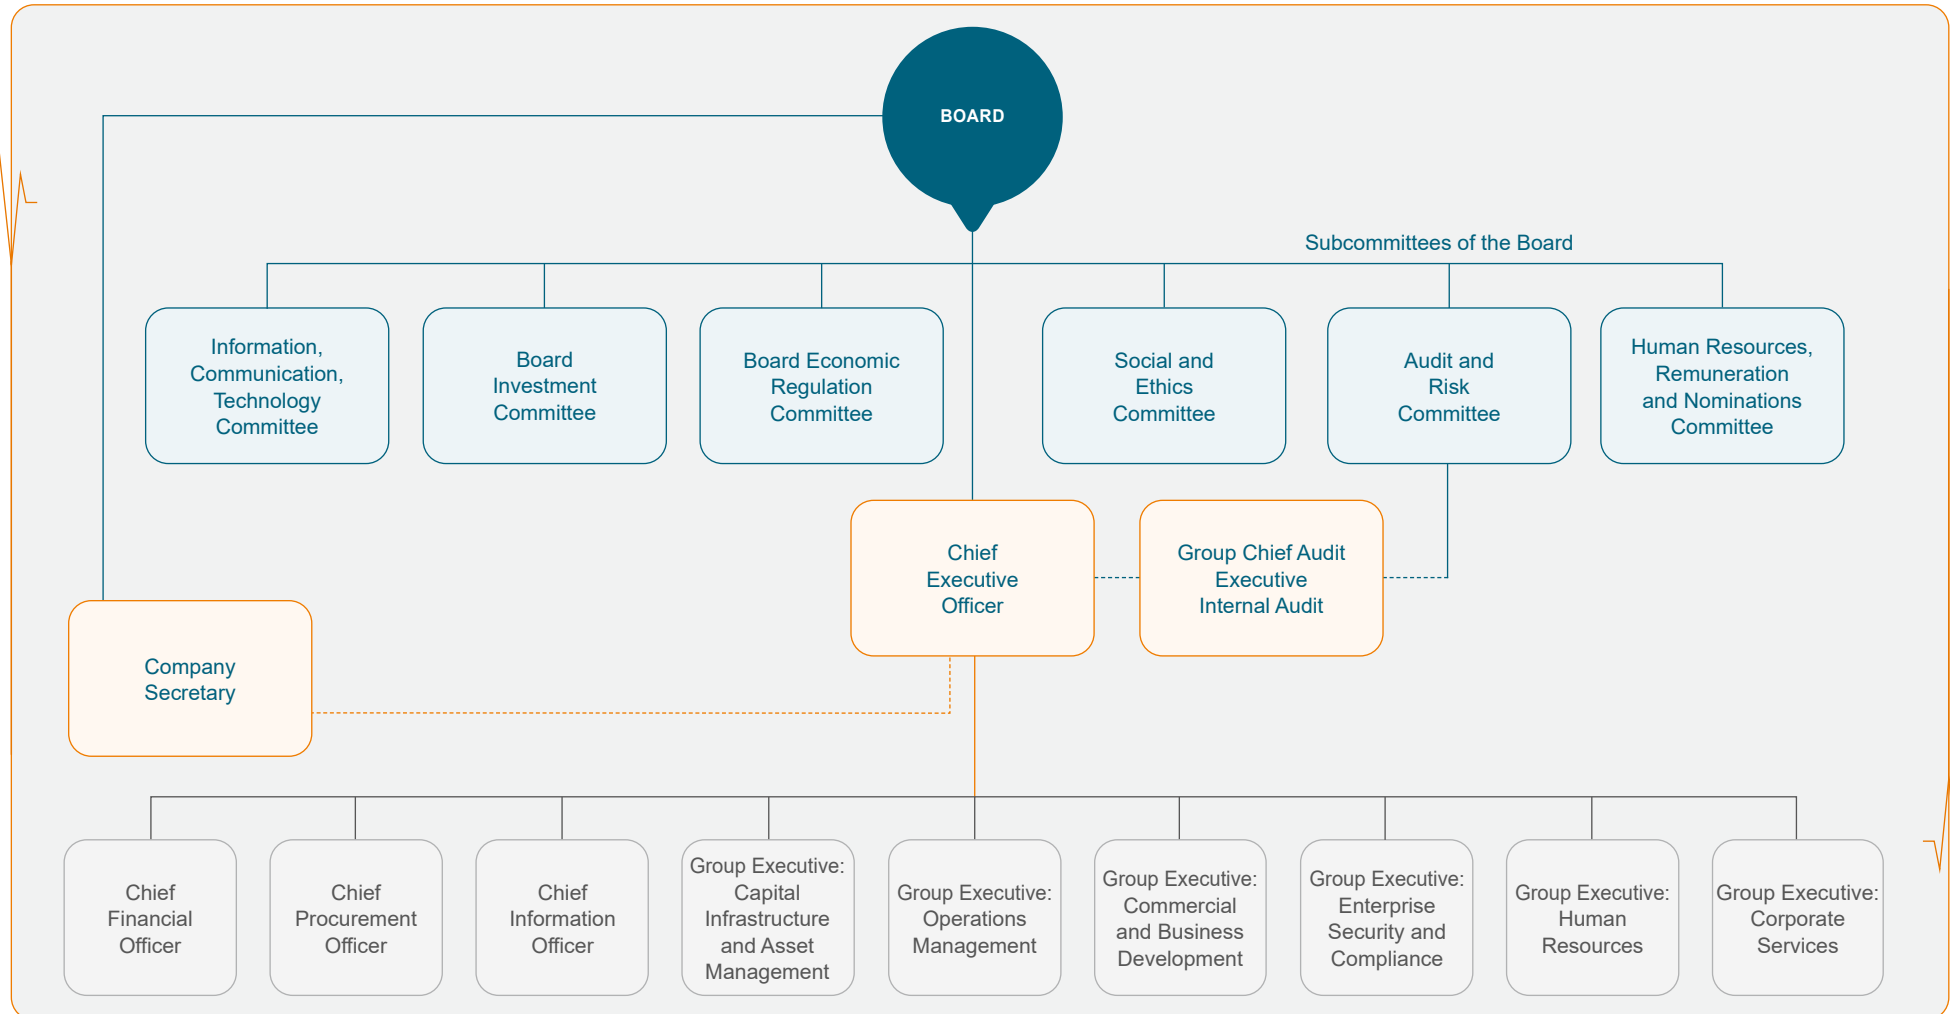 BOARD
Subcommittees of the Board
Information,
Communication,
Technology
Committee
Board
Investment
Committee
Board Economic
Regulation
Committee
Social and
Ethics
Committee
Audit and
Risk
Committee
Human Resources,
Remuneration
and Nominations
Committee
Chief
Executive
Officer
Group Chief Audit
Executive
Internal Audit
Company
Secretary
Chief
Financial
Officer
Chief
Procurement
Officer
Chief
Information
Officer
Group Executive:
Capital
Infrastructure
and Asset
Management
Group Executive:
Operations
Management
Group Executive:
Commercial
and Business
Development
Group Executive:
Enterprise
Security and
Compliance
Group Executive:
Human
Resources
Group Executive:
Corporate
Services